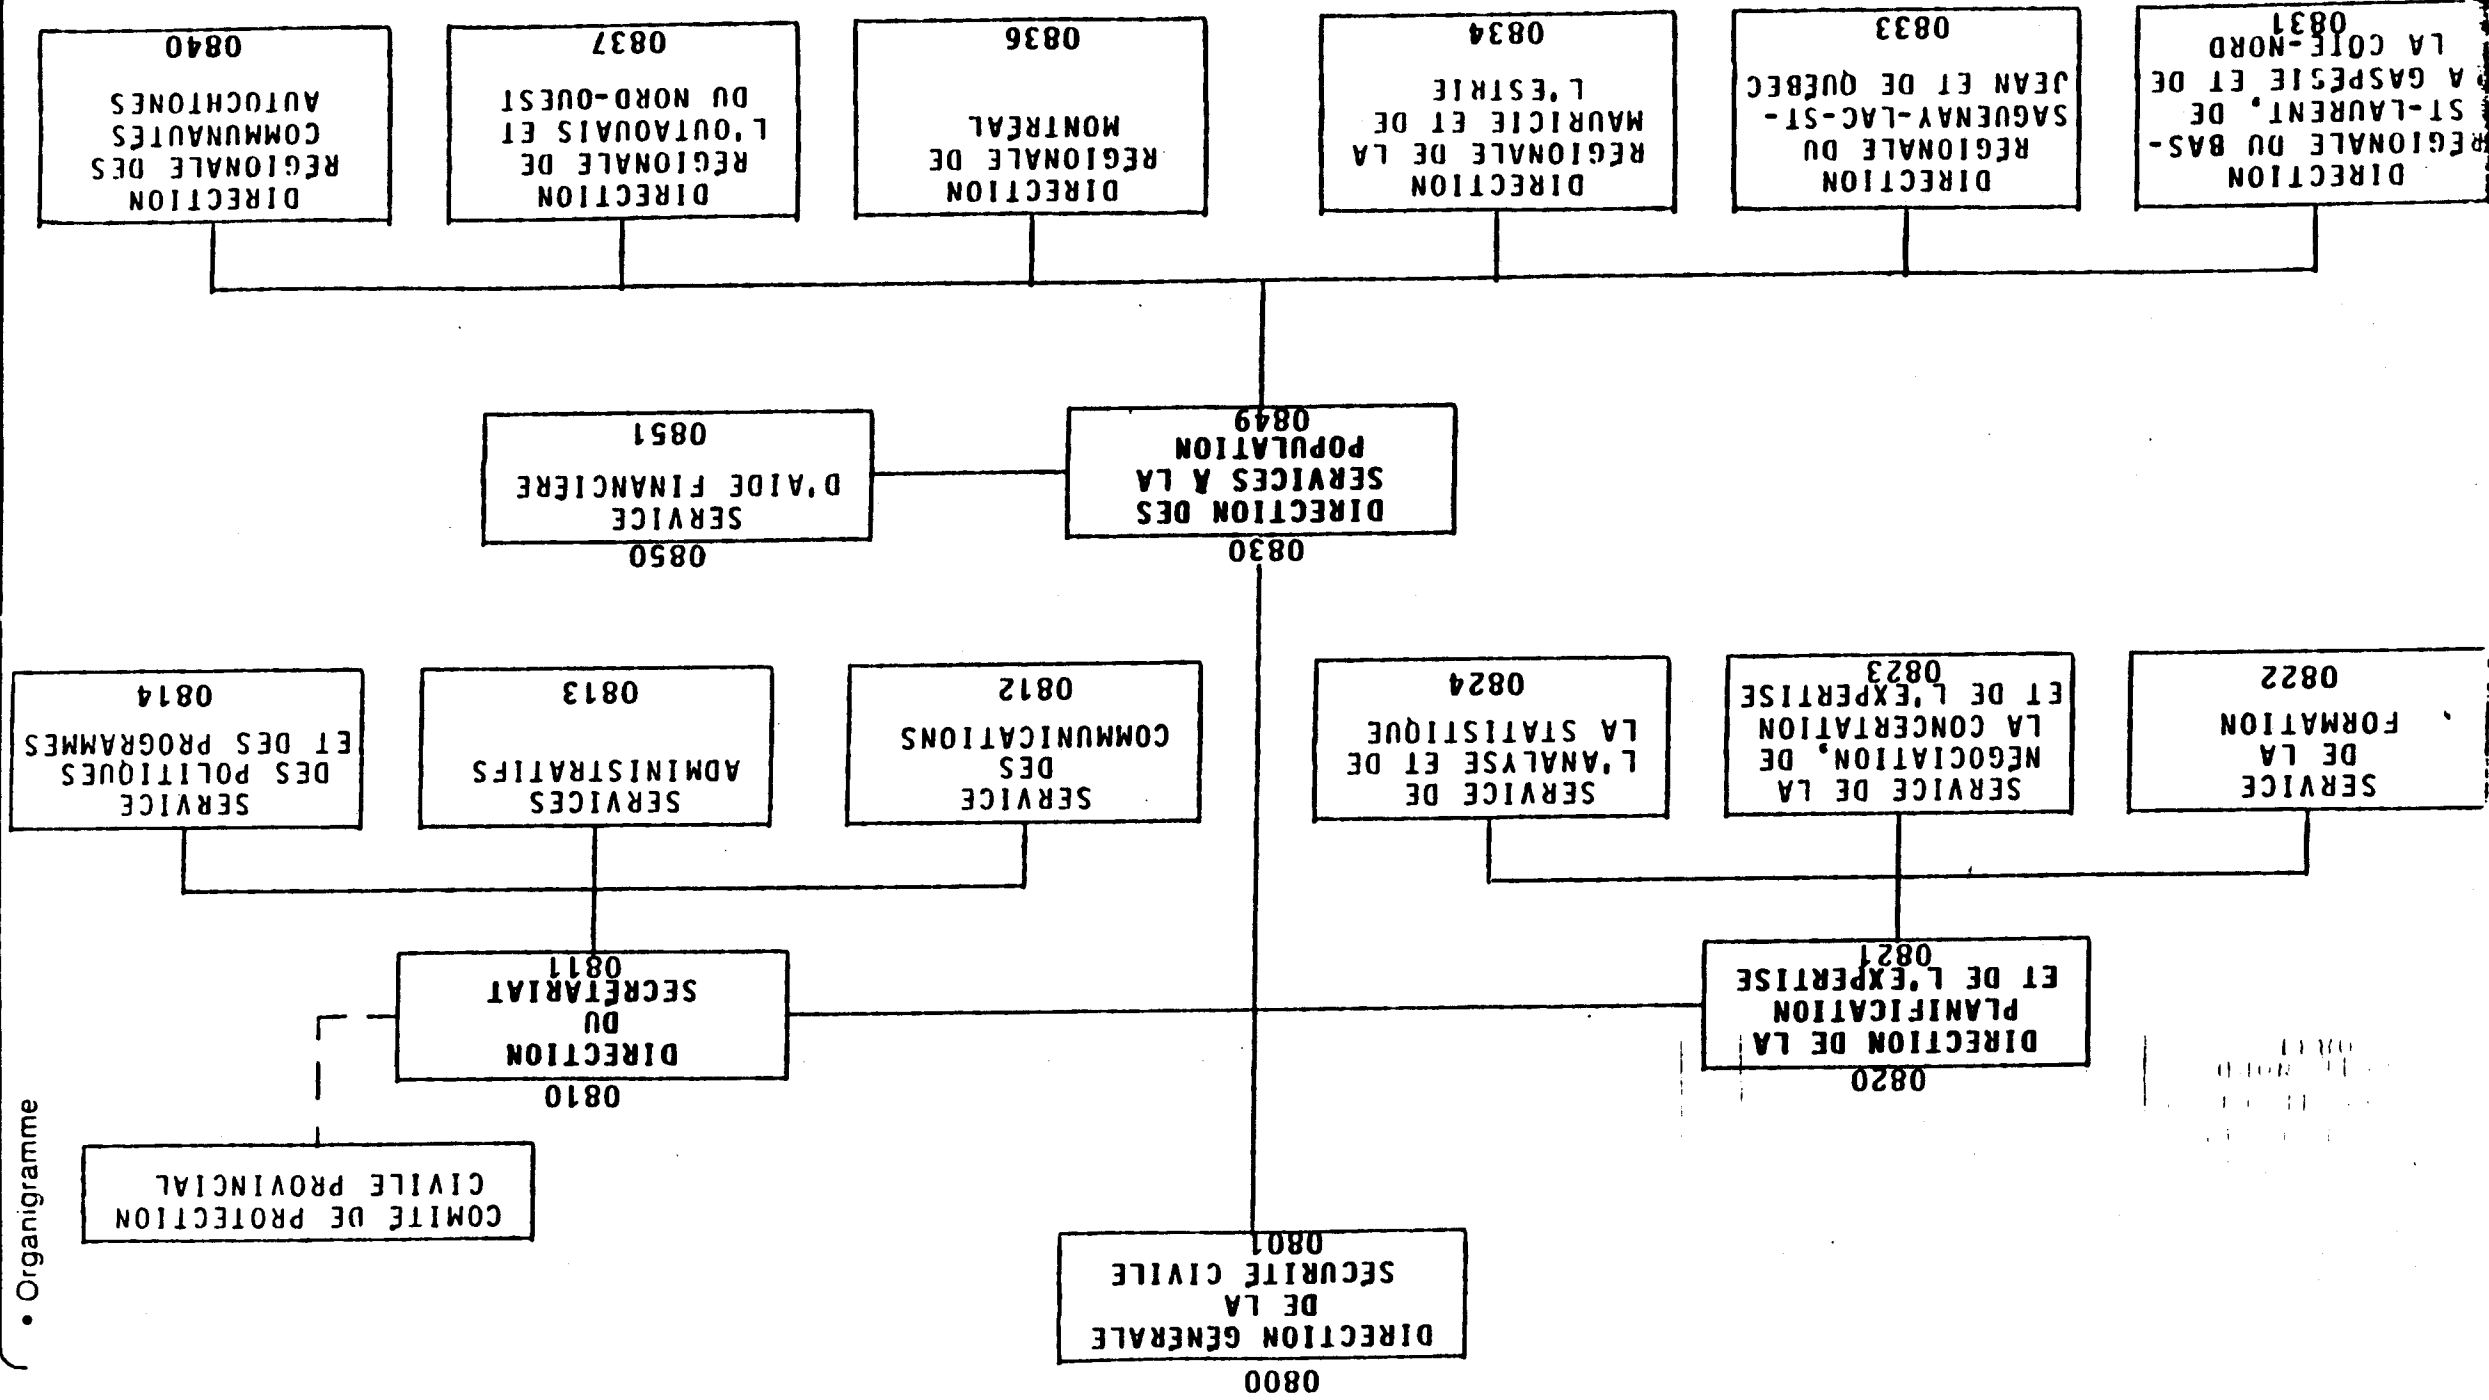 • Organigramme
0800
DIRECTION GÉNÉRALE
DE LA
SÉCURITÉ CIVILE
0801
COMITÉ DE PROTECTION
CIVILE PROVINCIAL
0820
DIRECTION DE LA
PLANIFICATION
ET DE L'EXPERTISE
0821
0810
DIRECTION
DU
SECRÉTARIAT
0811
SERVICE
DE LA
FORMATION
0822
SERVICE DE LA
NÉGOCIATION, DE
LA CONCERTATION
ET DE L'EXPERTISE
0823
SERVICE DE
L'ANALYSE ET DE
LA STATISTIQUE
0824
SERVICE
DES
COMMUNICATIONS
0812
SERVICES
ADMINISTRATIFS
0813
SERVICE
DES POLITIQUES
ET DES PROGRAMMES
0814
0830
DIRECTION DES
SERVICES À LA
POPULATION
0849
0850
SERVICE
D'AIDE FINANCIÈRE
0851
DIRECTION
RÉGIONALE DU BAS-
ST-LAURENT, DE
A GASPÉSIE ET DE
LA CÔTE-NORD
0831
DIRECTION
RÉGIONALE DU
SAGUENAY-LAC-ST-
JEAN ET DE QUÉBEC
0833
DIRECTION
RÉGIONALE DE LA
MAURICIE ET DE
L'ESTRIE
0834
DIRECTION
RÉGIONALE DE
MONTRÉAL
0836
DIRECTION
RÉGIONALE DE
L'OUTAOUAIS ET
DU NORD-OUEST
0837
DIRECTION
RÉGIONALE DES
COMMUNAUTÉS
AUTOCHTONES
0840